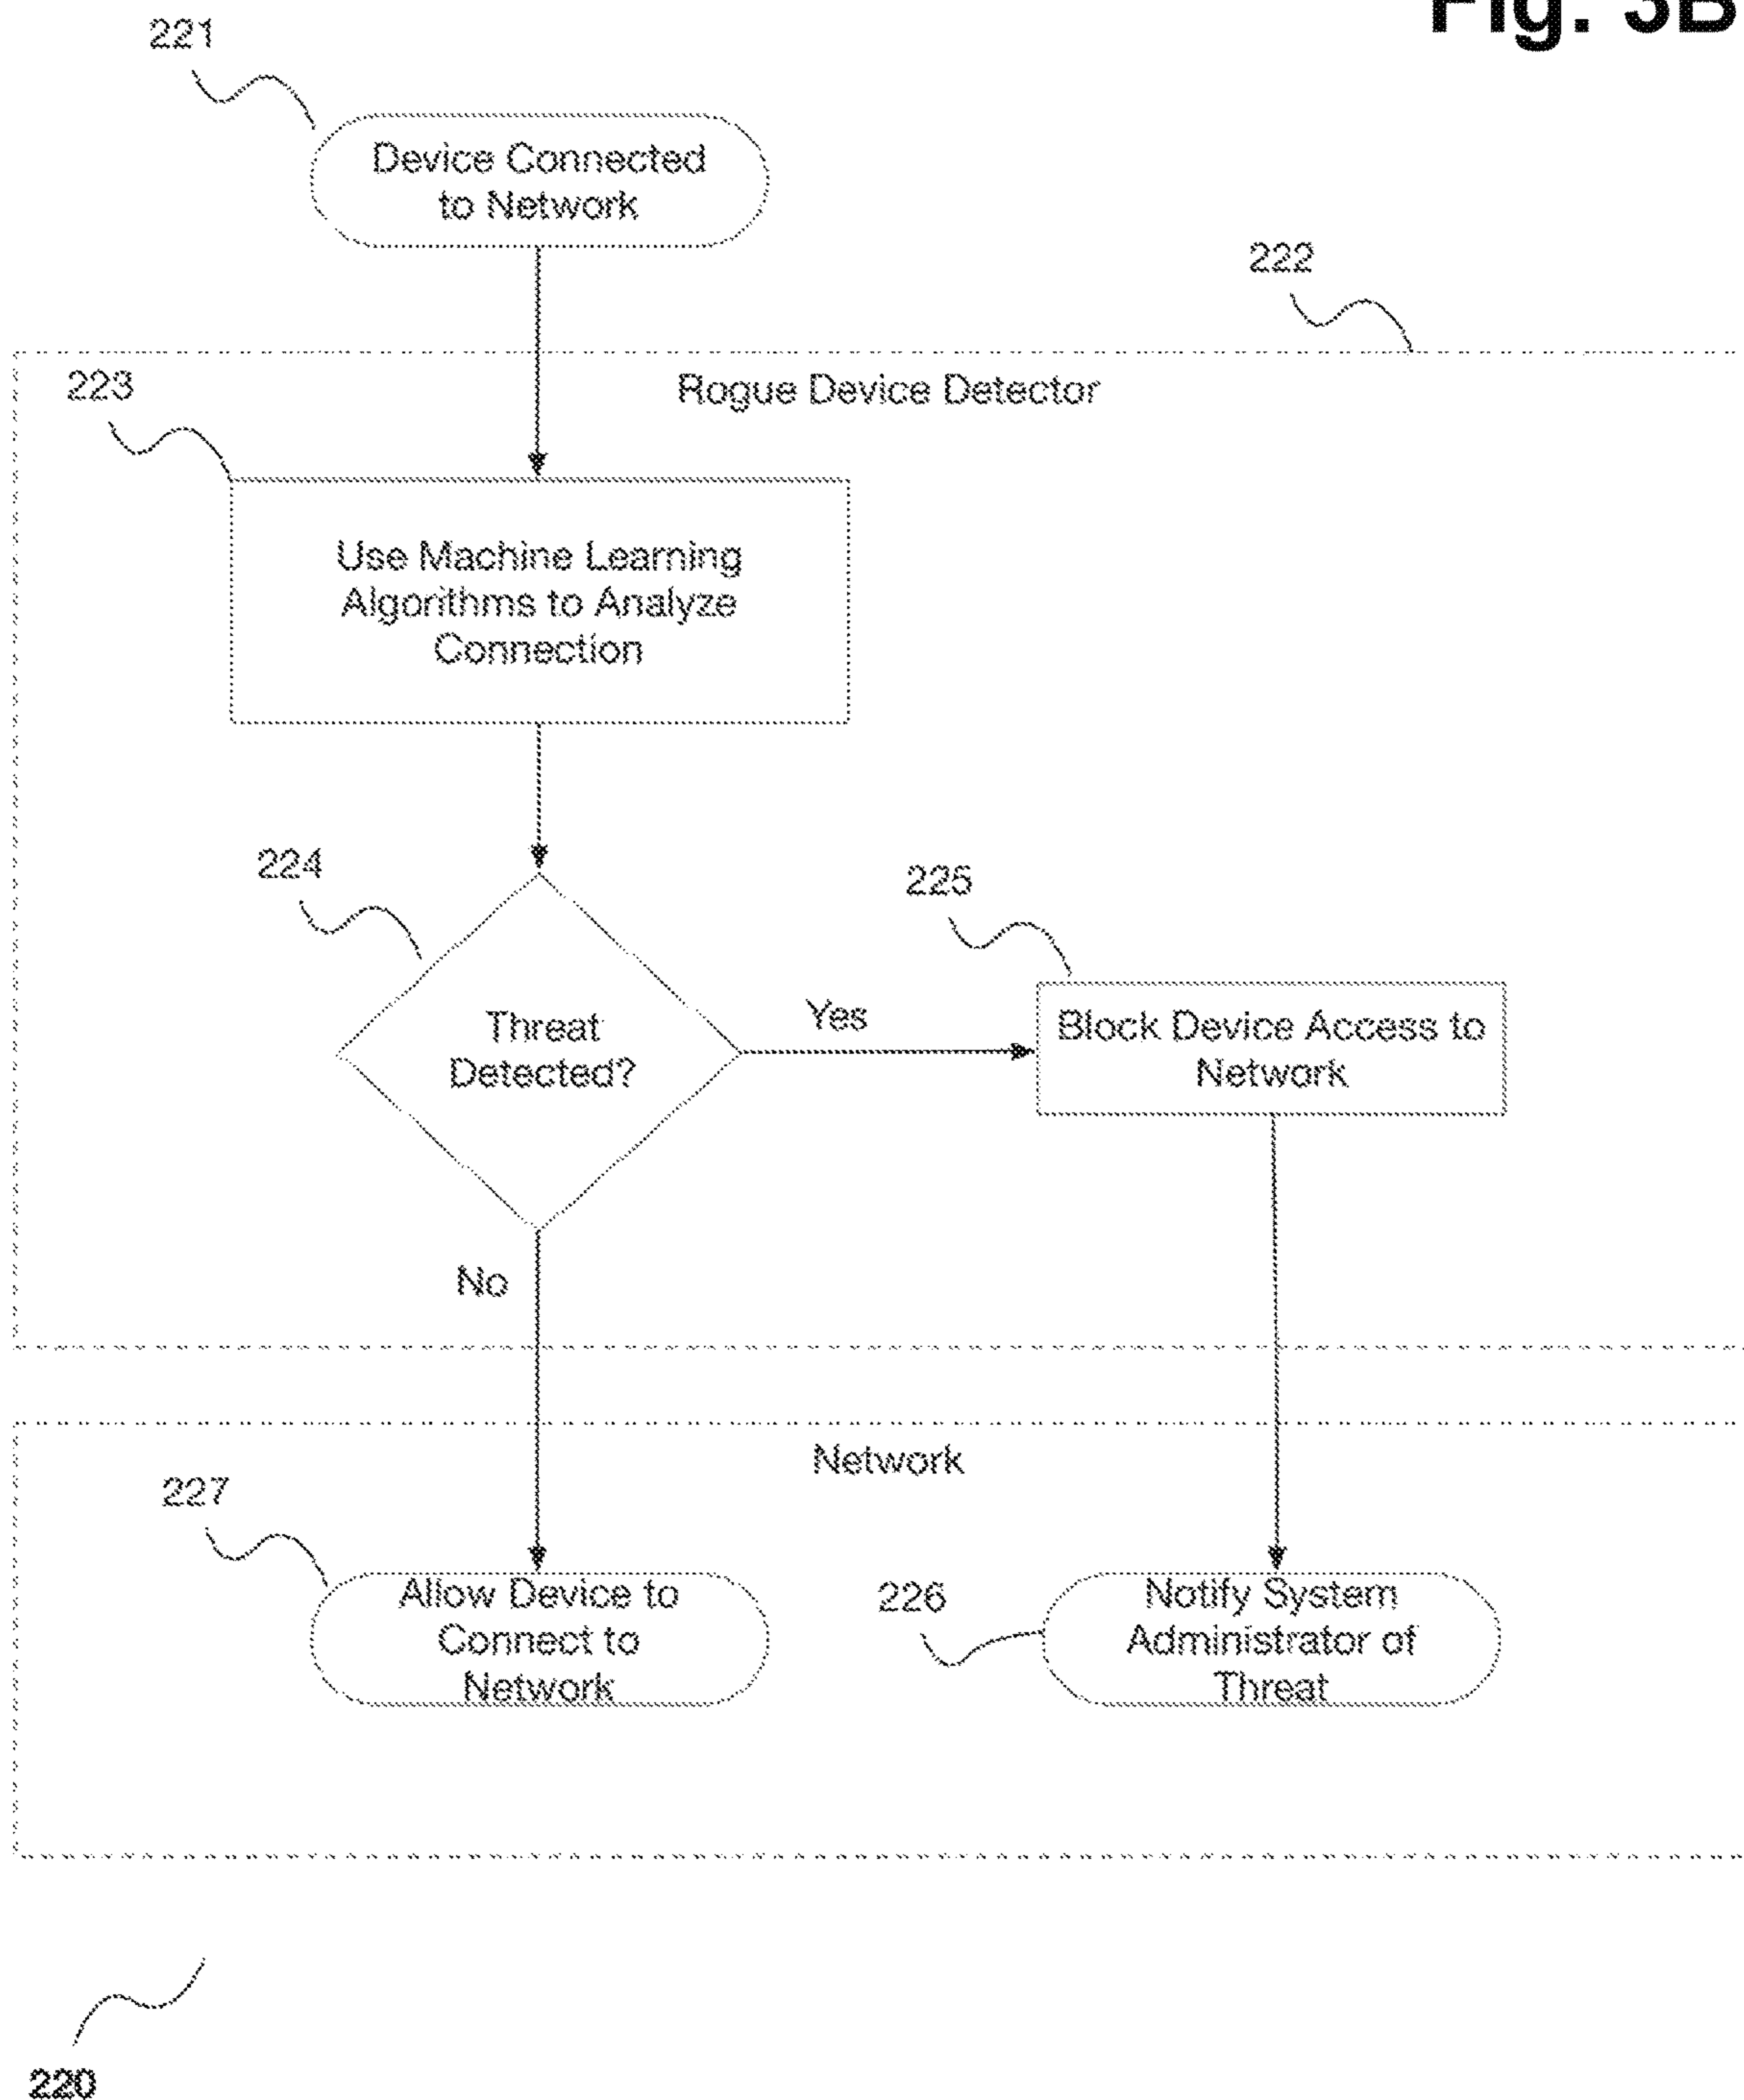 Fig. 3B
221
Device Connected
to Network
222
223
Rogue Device Detector
Use Machine Learning
Algorithms to Analyze
Connection
224
225
Threat
Detected?
Yes
Block Device Access to
Network
No
Network
227
Allow Device to
Connect to
Network
226
Notify System
Administrator of
Threat
220